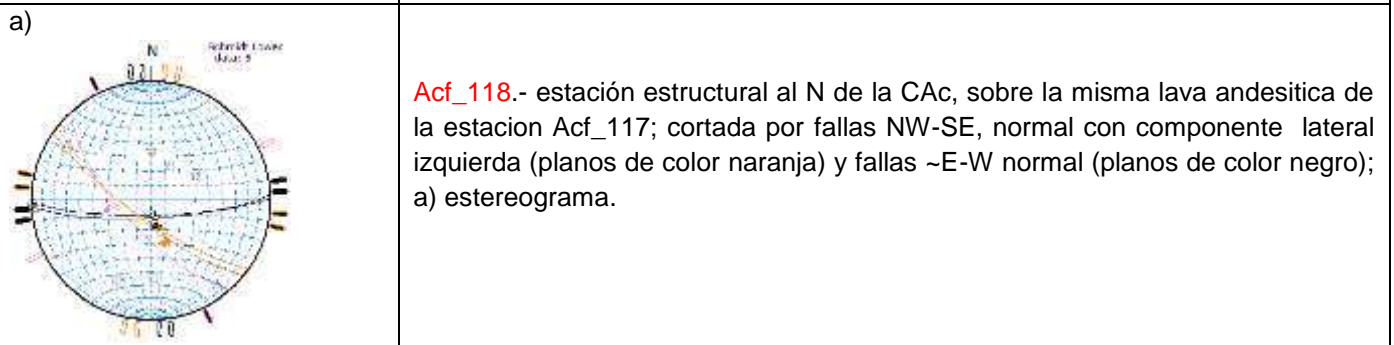 a)
N
Acf_118.- estación estructural al N de la CAc, sobre la misma lava andesitica de
la estacion Acf_117; cortada por fallas NW-SE, normal con componente lateral
izquierda (planos de color naranja) y fallas ~E-W normal (planos de color negro);
a) estereograma.